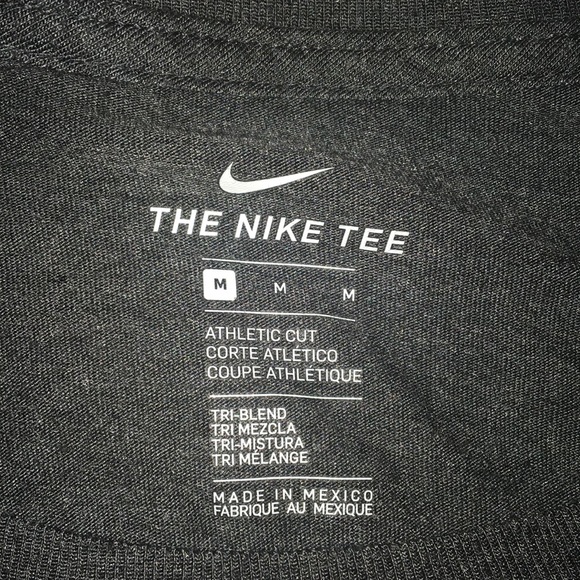 THE NIKE TEE
M M M
ATHLETIC CUT
CORTE ATLÉTICO
COUPE ATHLÉTIQUE
TRI-BLEND
TRI MEZCLA
TRI-MISTURA
TRI MÉLANGE
MADE IN MEXICO
FABRIQUE AU MEXIQUE